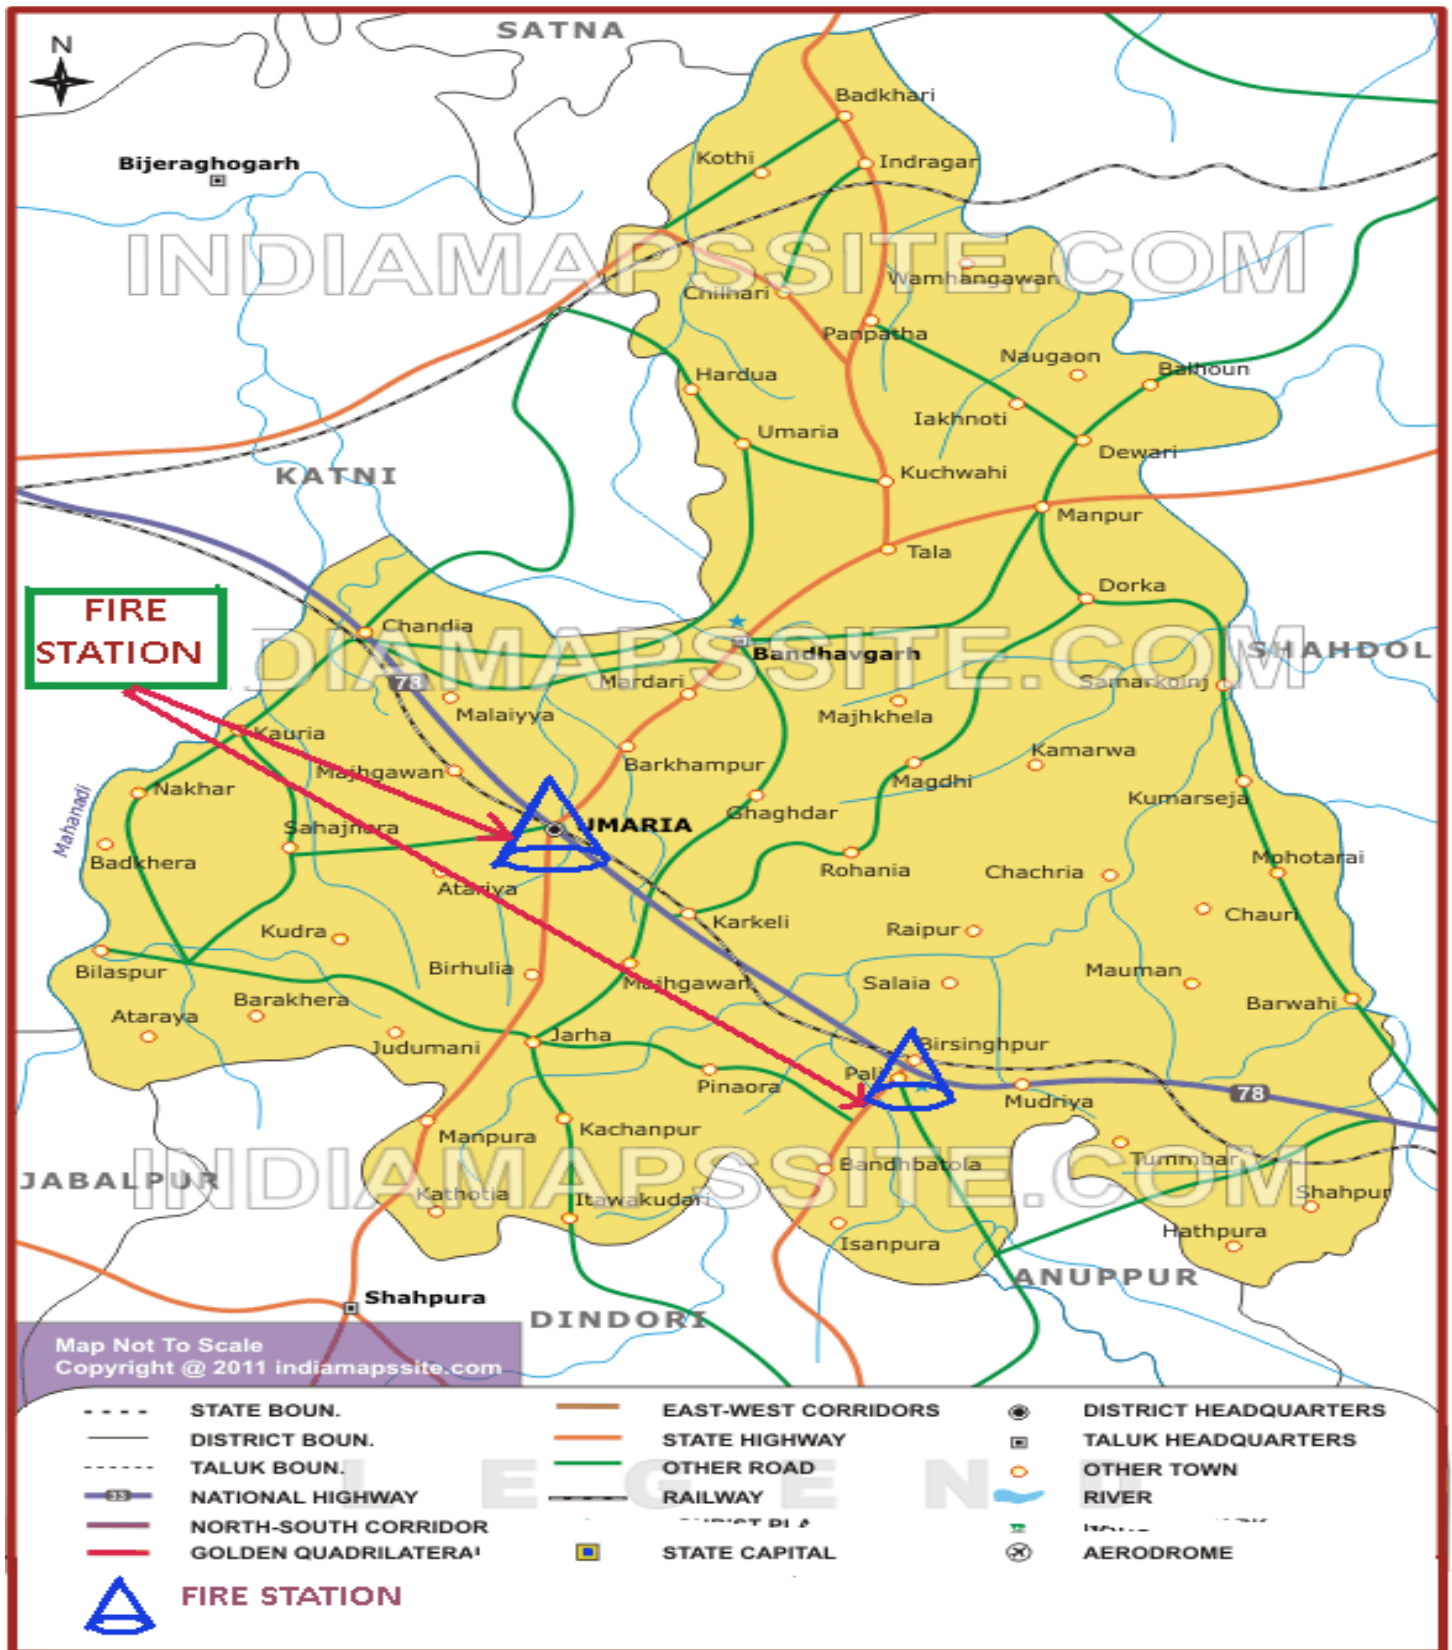 SATNA
N
Badkhari
Kothi
Indragar
Bijeraghogarh
INDIAMAPSSITE.COM
Wamhangawan
Chilhari
Panpatha
Naugaon
Balhoun
Hardua
Iakhnoti
Umaria
Dewari
KATNI
Kuchwahi
Manpur
Tala
Dorka
FIRE
STATION
Chandia
DIAMAPSSITE.COM
SHAHDOL
Bandhavgarh
78
Mardari
Samarkoinj
Malaiyya
Majhkhela
Kauria
Kamarwa
Majhgawan
Barkhampur
Magdhi
Nakhar
Kumarseja
Mahanadi
Ghaghdar
Sahajnara
UMARIA
Badkhera
Mohotarai
Rohania
Chachria
Atariya
Chauri
Karkeli
Kudra
Raipur
Bilaspur
Birhulia
Majhgawan
Salaia
Mauman
Barakhera
Barwahi
Ataraya
Jarha
Judumani
Birsinghpur
Pali
Pinaora
Mudriya
78
Manpura
Kachanpur
INDIAMAPSSITE.COM
Bandhbatola
Tummbar
JABALPUR
Kathotia
Itawakudari
Shahpur
Isanpura
Hathpura
ANUPPUR
Shahpura
DINDORI
Map Not To Scale
Copyright @ 2011 indiamapssite.com
STATE BOUN. EAST-WEST CORRIDORS DISTRICT HEADQUARTERS
DISTRICT BOUN. STATE HIGHWAY TALUK HEADQUARTERS
TALUK BOUN. OTHER ROAD OTHER TOWN
LEGEND
33 NATIONAL HIGHWAY RAILWAY RIVER
NORTH-SOUTH CORRIDOR
GOLDEN QUADRILATERAL STATE CAPITAL AERODROME
FIRE STATION